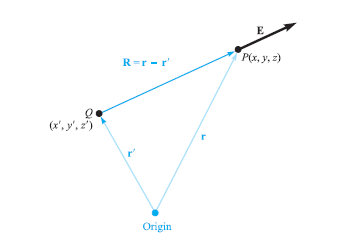 E
R = r – r′
P(x, y, z)
Q
(x′, y′, z′)
r
r′
Origin